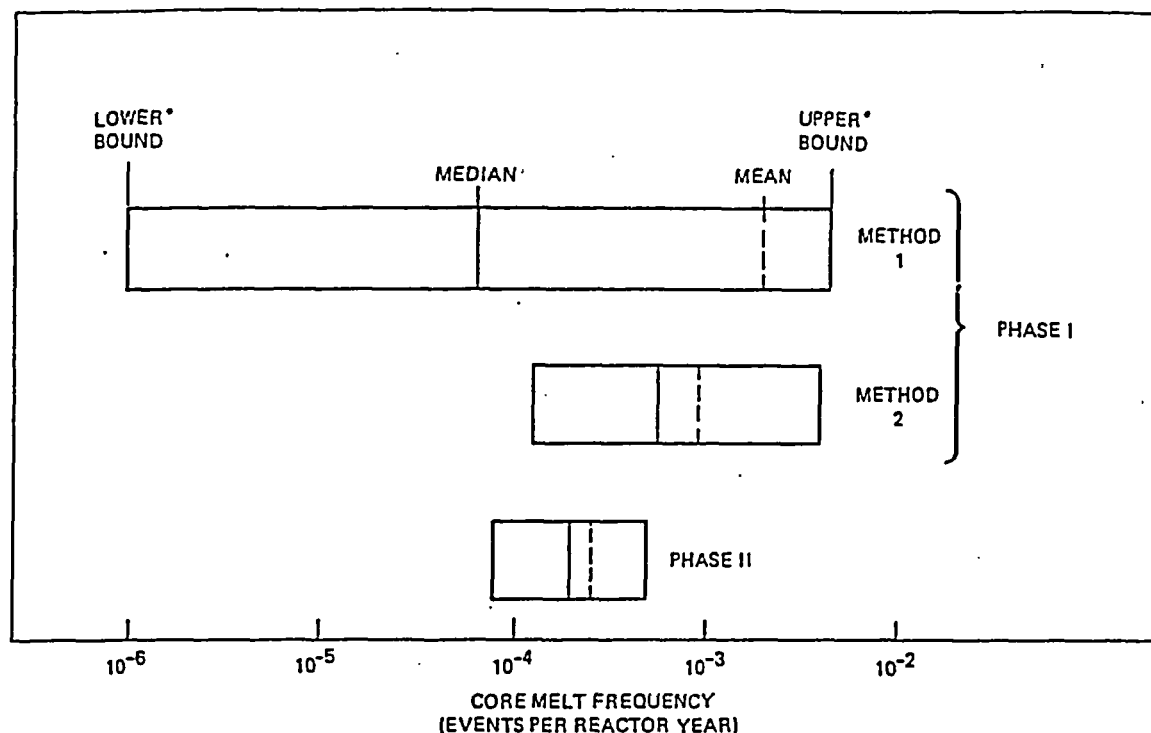 LOWER*
BOUND
UPPER*
BOUND
MEDIAN
MEAN
METHOD
1
PHASE I
METHOD
2
PHASE II
10⁻⁶
10⁻⁵
10⁻⁴
10⁻³
10⁻²
CORE MELT FREQUENCY
(EVENTS PER REACTOR YEAR)